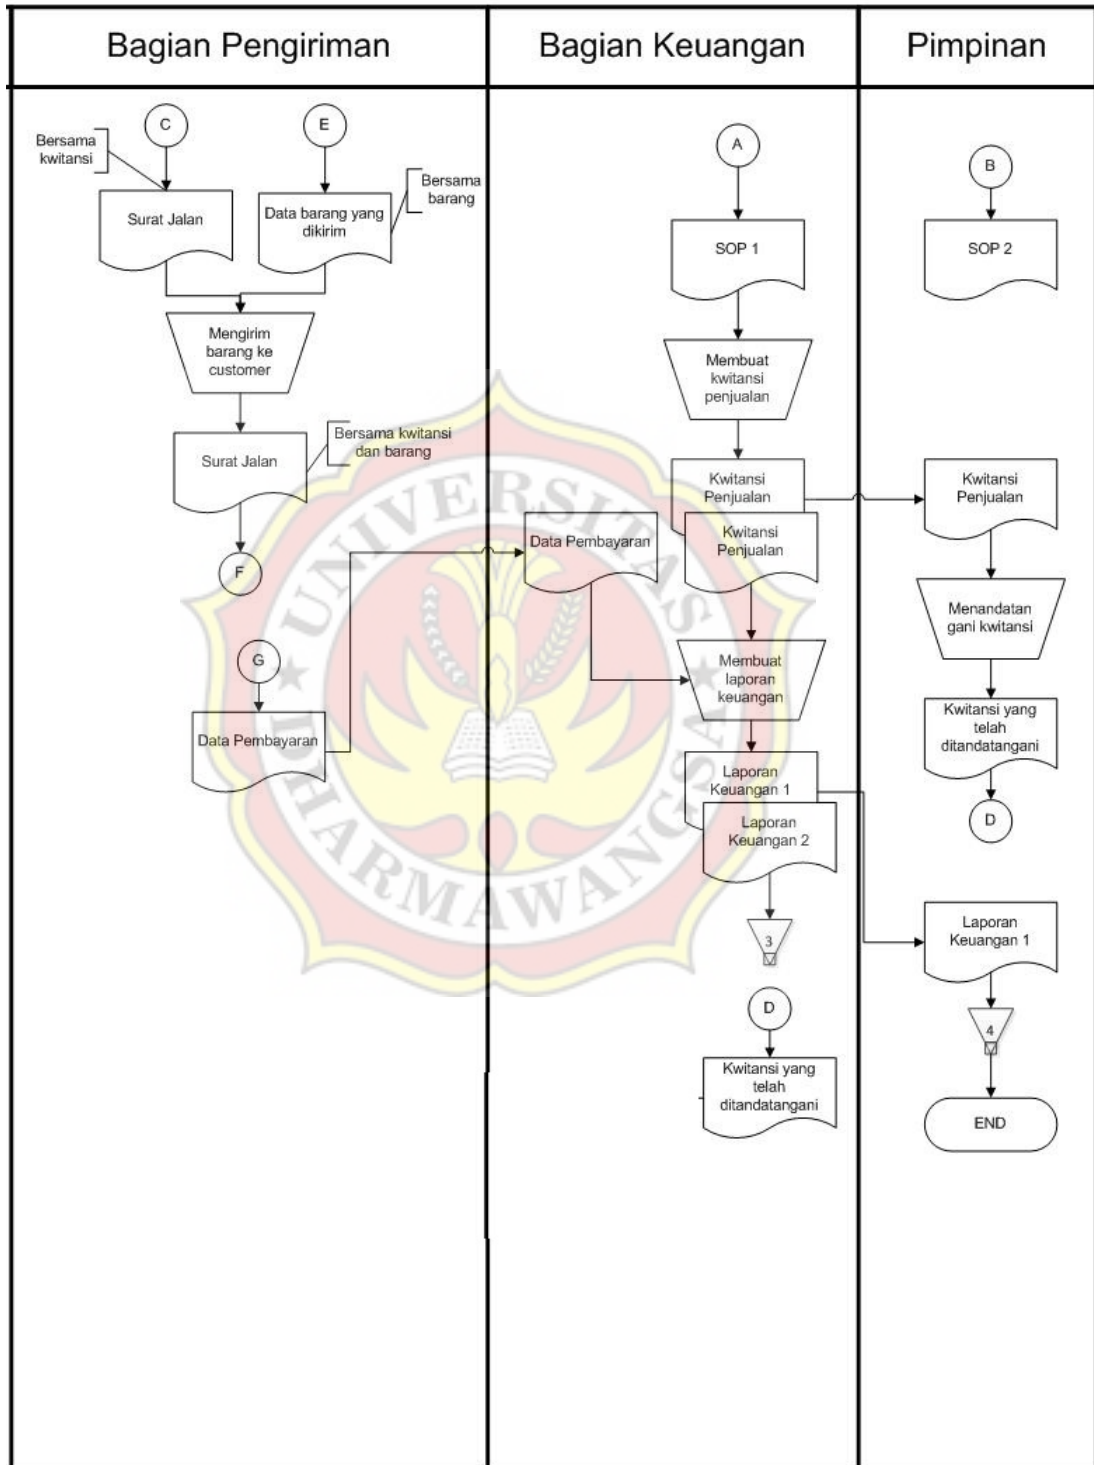 Bagian Pengiriman
Bagian Keuangan
Pimpinan
C
E
Bersama
kwitansi
Surat Jalan
Data barang yang
dikirim
Bersama
barang
Mengirim
barang ke
customer
Surat Jalan
Bersama kwitansi
dan barang
F
G
Data Pembayaran
A
SOP 1
Membuat
kwitansi
penjualan
Kwitansi
Penjualan
Kwitansi
Penjualan
Data Pembayaran
Membuat
laporan
keuangan
Laporan
Keuangan 1
Laporan
Keuangan 2
3
D
Kwitansi yang
telah
ditandatangani
B
SOP 2
Kwitansi
Penjualan
Menandatan
gani kwitansi
Kwitansi yang
telah
ditandatangani
D
Laporan
Keuangan 1
4
END
UNIVERSITAS
DHARMAWANGSA